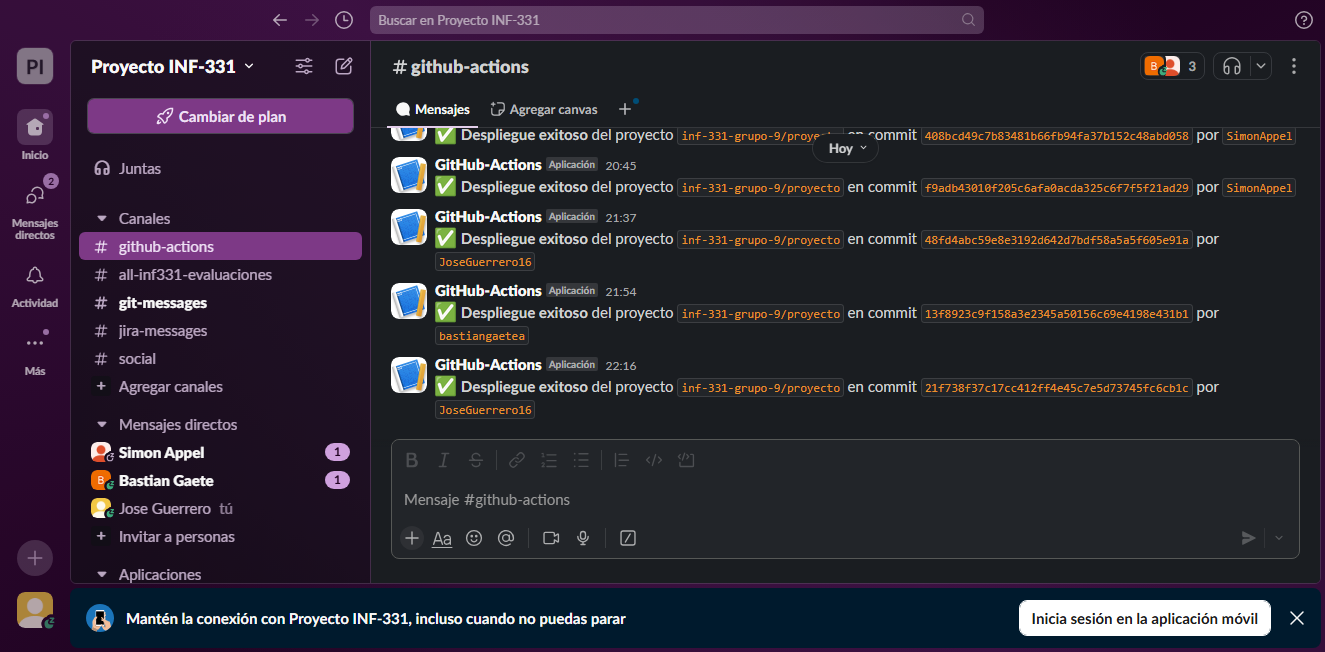 Buscar en Proyecto INF-331
PI
Inicio
2
Mensajes
directos
Actividad
Más
Proyecto INF-331
Cambiar de plan
Juntas
Canales
# github-actions
# all-inf331-evaluaciones
# git-messages
# jira-messages
# social
+ Agregar canales
Mensajes directos
Simon Appel 1
B Bastian Gaete 1
Jose Guerrero tú
+ Invitar a personas
Aplicaciones
# github-actions
B 3
Mensajes
Agregar canvas
✅ Despliegue exitoso del proyecto inf-331-grupo-9/proyecto en commit 408bcd49c7b83481b66fb94fa37b152c48abd058 por SimonAppel
Hoy
GitHub-Actions Aplicación 20:45
✅ Despliegue exitoso del proyecto inf-331-grupo-9/proyecto en commit f9adb43010f205c6afa0acda325c6f7f5f21ad29 por SimonAppel
GitHub-Actions Aplicación 21:37
✅ Despliegue exitoso del proyecto inf-331-grupo-9/proyecto en commit 48fd4abc59e8e3192d642d7bdf58a5a5f605e91a por
JoseGuerrero16
GitHub-Actions Aplicación 21:54
✅ Despliegue exitoso del proyecto inf-331-grupo-9/proyecto en commit 13f8923c9f158a3e2345a50156c69e4198e431b1 por
bastiangaetea
GitHub-Actions Aplicación 22:16
✅ Despliegue exitoso del proyecto inf-331-grupo-9/proyecto en commit 21f738f37c17cc412ff4e45c7e5d73745fc6cb1c por
JoseGuerrero16
Mensaje #github-actions
Aa
Mantén la conexión con Proyecto INF-331, incluso cuando no puedas parar
Inicia sesión en la aplicación móvil